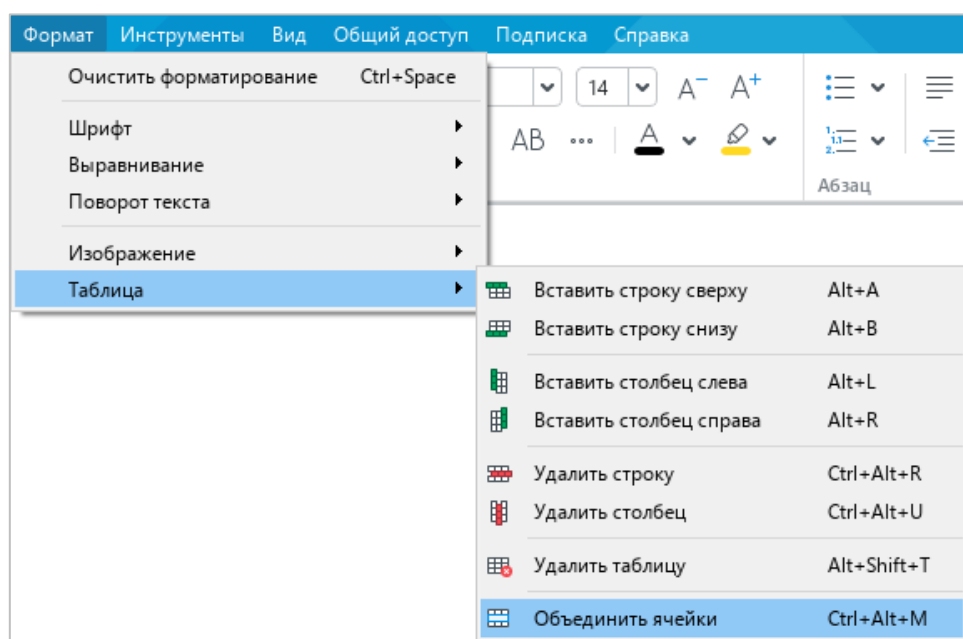 Формат Инструменты Вид Общий доступ Подписка Справка
Очистить форматирование Ctrl+Space
14 A− A+
Шрифт
AB ... A
Выравнивание
Поворот текста
Абзац
Изображение
Таблица
Вставить строку сверху Alt+A
Вставить строку снизу Alt+B
Вставить столбец слева Alt+L
Вставить столбец справа Alt+R
Удалить строку Ctrl+Alt+R
Удалить столбец Ctrl+Alt+U
Удалить таблицу Alt+Shift+T
Объединить ячейки Ctrl+Alt+M